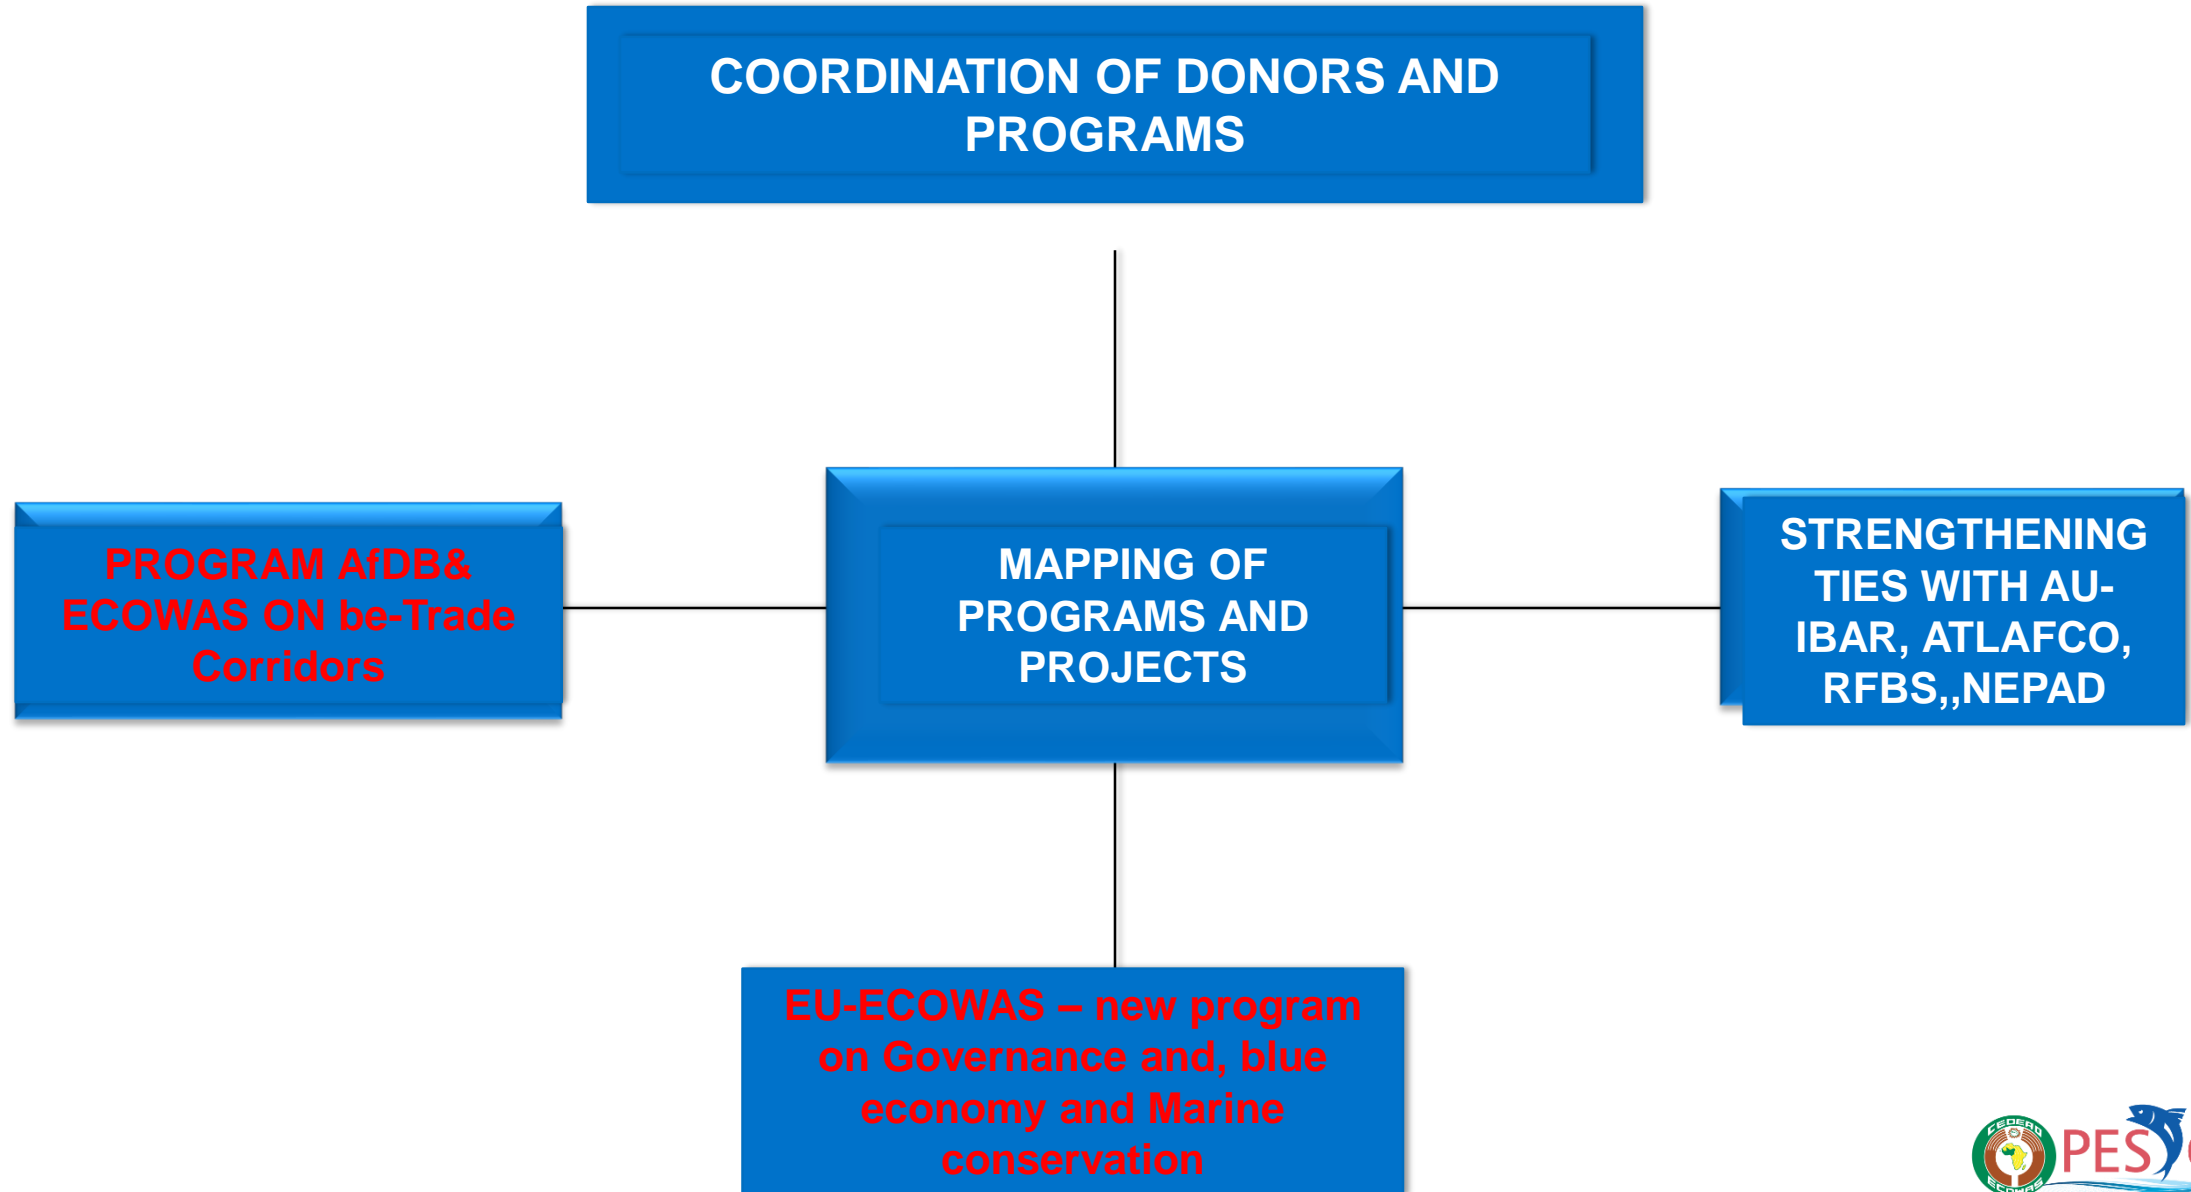 COORDINATION OF DONORS AND
PROGRAMS
PROGRAM AfDB&
ECOWAS ON be-Trade
Corridors
MAPPING OF
PROGRAMS AND
PROJECTS
STRENGTHENING
TIES WITH AU-
IBAR, ATLAFCO,
RFBS,,NEPAD
EU-ECOWAS – new program
on Governance and, blue
economy and Marine
conservation
CEDEAO
ECOWAS
PES